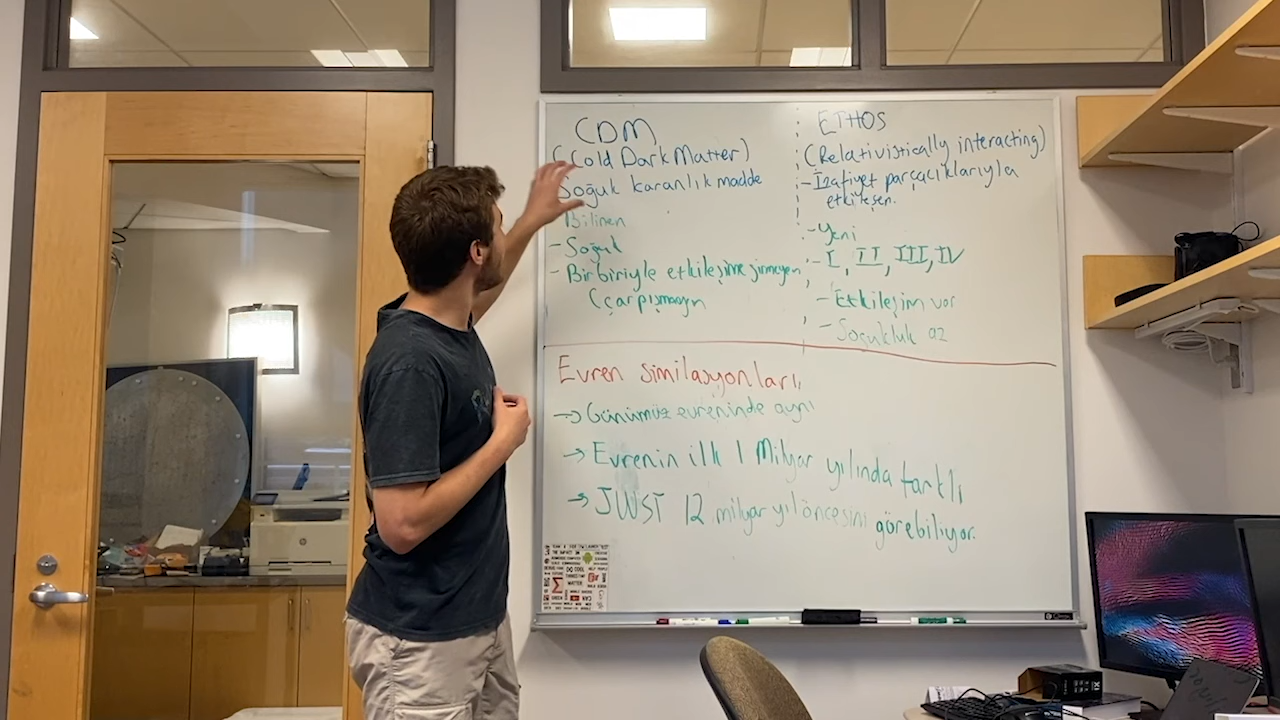 CDM
(Cold Dark Matter)
Soğuk karanlık madde
Bilinen
- Soğuk
- Birbiriyle etkileşime girmeyen
(çarpışmayan
ETHOS
(Relativistically interacting)
- İzafiyet parçacıklarıyla
etkileşen.
- Yeni
- I, II, III, IV
- Etkileşim var
- Soğukluk az
Evren similasyonları,
→ Günümüz evreninde aynı
→ Evrenin ilk 1 Milyar yılında farklı
→ JWST 12 milyar yıl öncesini görebiliyor.